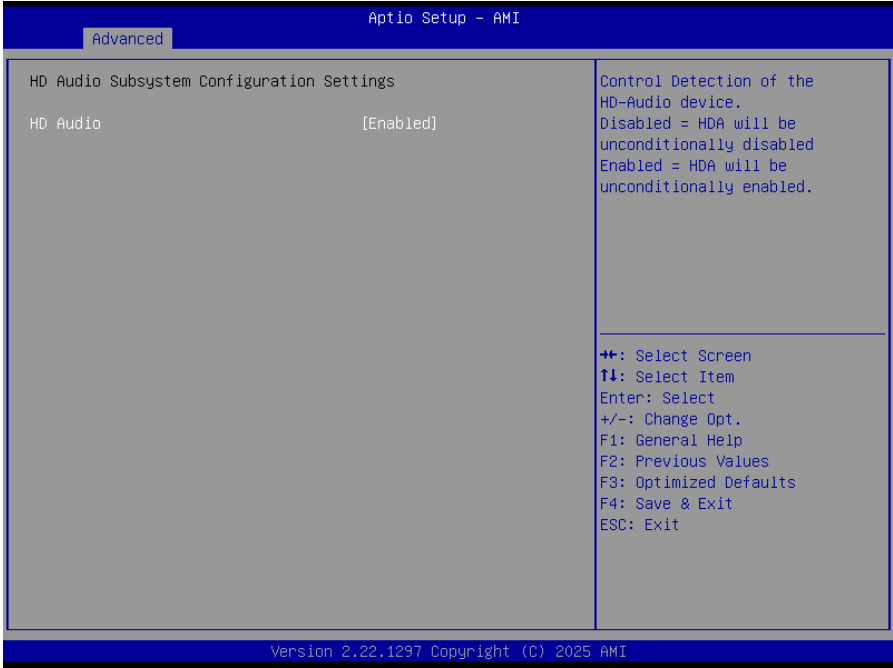 Aptio Setup – AMI
Advanced
HD Audio Subsystem Configuration Settings
HD Audio [Enabled]
Control Detection of the
HD-Audio device.
Disabled = HDA will be
unconditionally disabled
Enabled = HDA will be
unconditionally enabled.
→←: Select Screen
↑↓: Select Item
Enter: Select
+/-: Change Opt.
F1: General Help
F2: Previous Values
F3: Optimized Defaults
F4: Save & Exit
ESC: Exit
Version 2.22.1297 Copyright (C) 2025 AMI